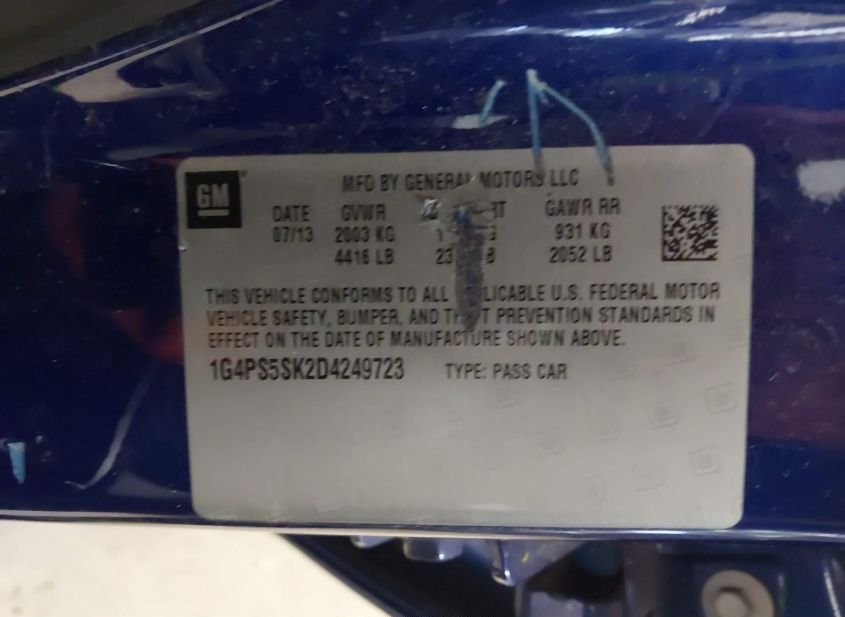 GM
MFD BY GENERAL MOTORS LLC
DATE GVWR GAWR RR
07/13 2003 KG 931 KG
4416 LB 2052 LB
THIS VEHICLE CONFORMS TO ALL U.S. FEDERAL MOTOR
VEHICLE SAFETY, BUMPER, AND THEFT PREVENTION STANDARDS IN
EFFECT ON THE DATE OF MANUFACTURE SHOWN ABOVE.
1G4PS5SK2D4249723 TYPE: PASS CAR